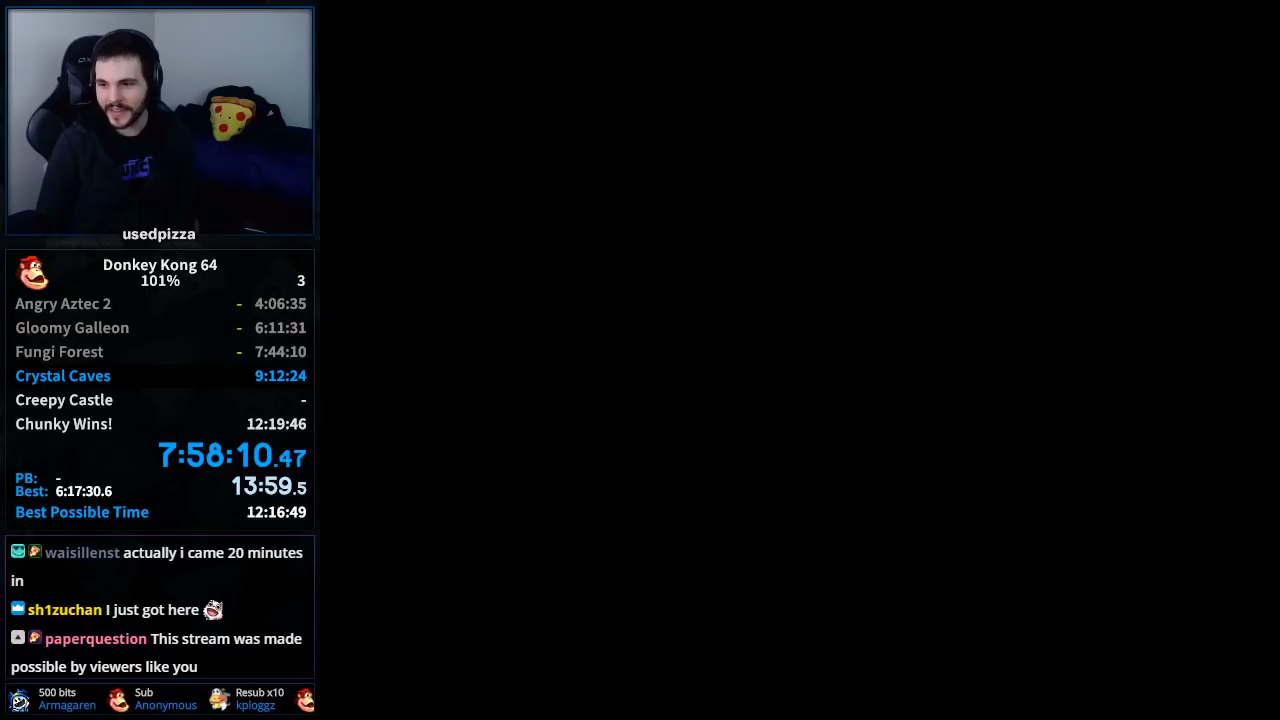 usedpizza
Donkey Kong 64
101% 3
Angry Aztec 2 - 4:06:35
Gloomy Galleon - 6:11:31
Fungi Forest - 7:44:10
Crystal Caves 9:12:24
Creepy Castle -
Chunky Wins! 12:19:46
7:58:10.47
PB: -
Best: 6:17:30.6 13:59.5
Best Possible Time 12:16:49
waisillenst actually i came 20 minutes
in
sh1zuchan I just got here
paperquestion This stream was made
possible by viewers like you
500 bits Sub Resub x10
Armagaren Anonymous kploggz